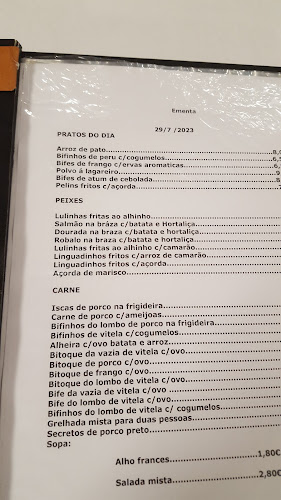 Ementa
29/7 /2023
PRATOS DO DIA
Arroz de pato
Bifinhos de peru c/cogumelos
Bifes de frango c/ervas aromaticas
Polvo á lagareiro
Bifes de atum de cebolada
Pelins fritos c/açorda
PEIXES
Lulinhas fritas ao alhinho
Salmão na bráza c/batata e Hortaliça
Dourada na bráza c/batata e hortaliça
Robalo na bráza c/batata e hortaliça
Lulinhas fritas ao alhinho c/camarão
Linguadinhos fritos c/arroz de camarão
Linguadinhos fritos c/açorda
Açorda de marisco
CARNE
Iscas de porco na frigideira
Carne de porco c/ameijoas
Bifinhos do lombo de porco na frigideira
Bifinhos de vitela c/cogumelos
Alheira c/ovo batata e arroz
Bitoque da vazia de vitela c/ovo
Bitoque de porco c/ovo
Bitoque de frango c/ovo
Bitoque do lombo de vitela c/ovo
Bife da vazia de vitela c/ovo
Bife do lombo de vitela c/ovo
Bifinhos do lombo de vitela c/ cogumelos
Grelhada mista para duas pessoas
Secretos de porco preto
Sopa:
Alho frances 1,80C
Salada mista 2,80C